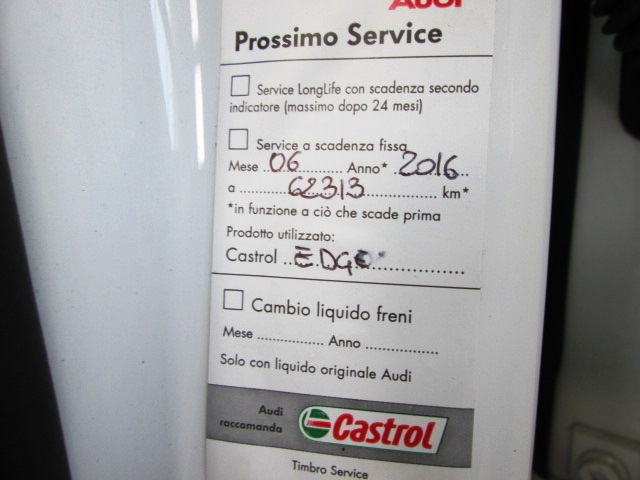 Audi
Prossimo Service
Service LongLife con scadenza secondo
indicatore (massimo dopo 24 mesi)
Service a scadenza fissa
Mese ..06.......... Anno* .2016..
a ............62313.................. km*
*in funzione a ciò che scade prima
Prodotto utilizzato:
Castrol ..EDGE....................
Cambio liquido freni
Mese ................. Anno ..................
Solo con liquido originale Audi
Audi
raccomanda
Castrol
Timbro Service